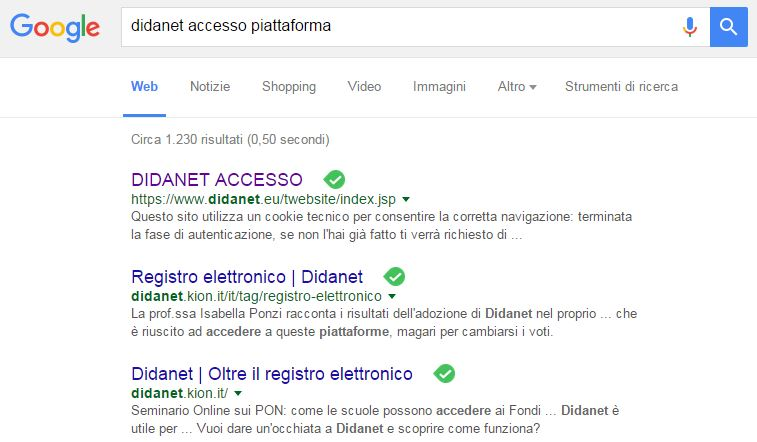 Google didanet accesso piattaforma
Web Notizie Shopping Video Immagini Altro Strumenti di ricerca
Circa 1.230 risultati (0,50 secondi)
DIDANET ACCESSO
https://www.didanet.eu/twebsite/index.jsp
Questo sito utilizza un cookie tecnico per consentire la corretta navigazione: terminata
la fase di autenticazione, se non l'hai già fatto ti verrà richiesto di ...
Registro elettronico | Didanet
didanet.kion.it/it/tag/registro-elettronico
La prof.ssa Isabella Ponzi racconta i risultati dell'adozione di Didanet nel proprio ... che
è riuscito ad accedere a queste piattaforme, magari per cambiarsi i voti.
Didanet | Oltre il registro elettronico
didanet.kion.it/
Seminario Online sui PON: come le scuole possono accedere ai Fondi ... Didanet è
utile per ... Vuoi dare un'occhiata a Didanet e scoprire come funziona?